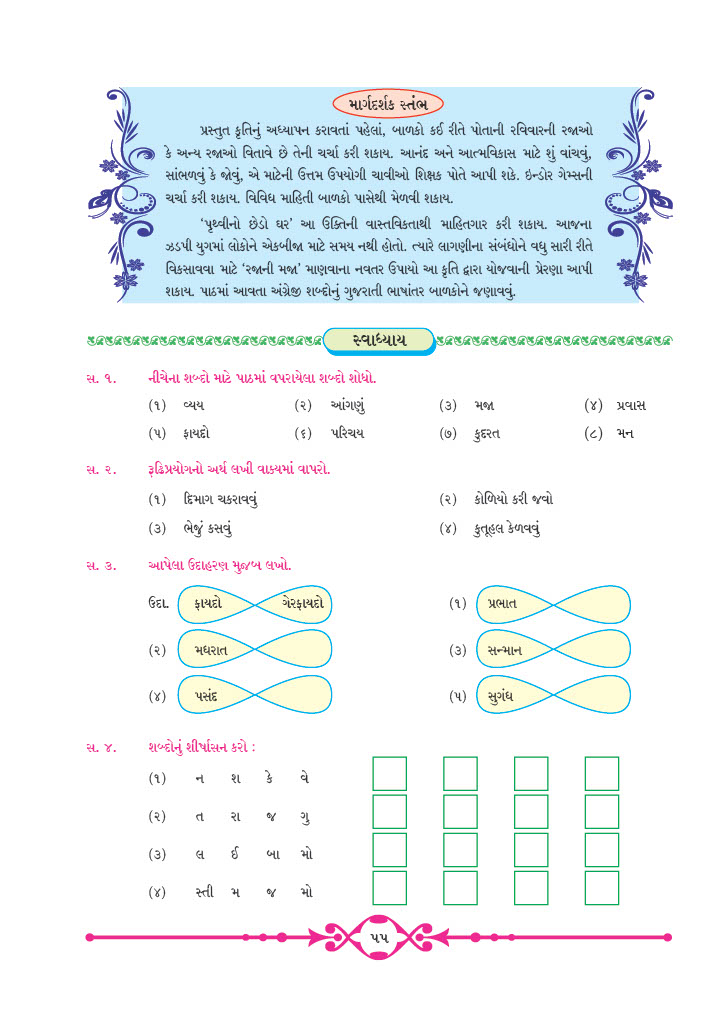 માર્ગદર્શક સ્તંભ
પ્રસ્તુત કૃતિનું અધ્યાપન કરાવતાં પહેલાં, બાળકો કઈ રીતે પોતાની રવિવારની રજાઓ
કે અન્ય રજાઓ વિતાવે છે તેની ચર્ચા કરી શકાય. આનંદ અને આત્મવિકાસ માટે શું વાંચવું,
સાંભળવું કે જોવું, એ માટેની ઉત્તમ ઉપયોગી ચાવીઓ શિક્ષક પોતે આપી શકે. ઇન્ડોર ગેમ્સની
ચર્ચા કરી શકાય. વિવિધ માહિતી બાળકો પાસેથી મેળવી શકાય.
‘પૃથ્વીનો છેડો ઘર’ આ ઉક્તિની વાસ્તવિકતાથી માહિતગાર કરી શકાય. આજના
ઝડપી યુગમાં લોકોને એકબીજા માટે સમય નથી હોતો. ત્યારે લાગણીના સંબંધોને વધુ સારી રીતે
વિકસાવવા માટે ‘રજાની મજા’ માણવાના નવતર ઉપાયો આ કૃતિ દ્વારા યોજવાની પ્રેરણા આપી
શકાય. પાઠમાં આવતા અંગ્રેજી શબ્દોનું ગુજરાતી ભાષાંતર બાળકોને જણાવવું.
સ્વાધ્યાય
સ. ૧. નીચેના શબ્દો માટે પાઠમાં વપરાયેલા શબ્દો શોધો.
(૧) વ્યય (૨) આંગણું (૩) મજા (૪) પ્રવાસ
(૫) ફાયદો (૬) પરિચય (૭) કુદરત (૮) મન
સ. ૨. રૂઢિપ્રયોગનો અર્થ લખી વાક્યમાં વાપરો.
(૧) દિમાગ ચકરાવવું (૨) કોળિયો કરી જવો
(૩) ભેજું કસવું (૪) કુતૂહલ કેળવવું
સ. ૩. આપેલા ઉદાહરણ મુજબ લખો.
ઉદા. ફાયદો ગેરફાયદો (૧) પ્રભાત
(૨) મધરાત (૩) સન્માન
(૪) પસંદ (૫) સુગંધ
સ. ૪. શબ્દોનું શીર્ષાસન કરો :
(૧) ન શ કે વે
(૨) ત રા જ ગુ
(૩) લ ઈ બા મો
(૪) સ્તી મ જ મો
૫૫